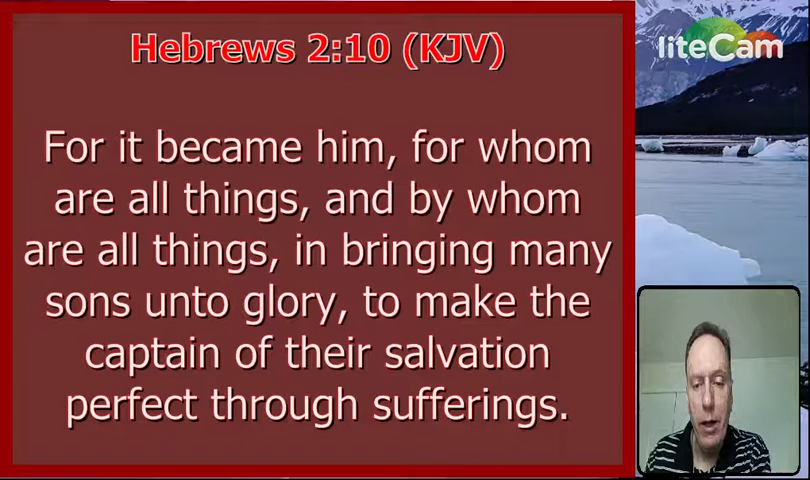 Hebrews 2:10 (KJV)
liteCam
For it became him, for whom
are all things, and by whom
are all things, in bringing many
sons unto glory, to make the
captain of their salvation
perfect through sufferings.